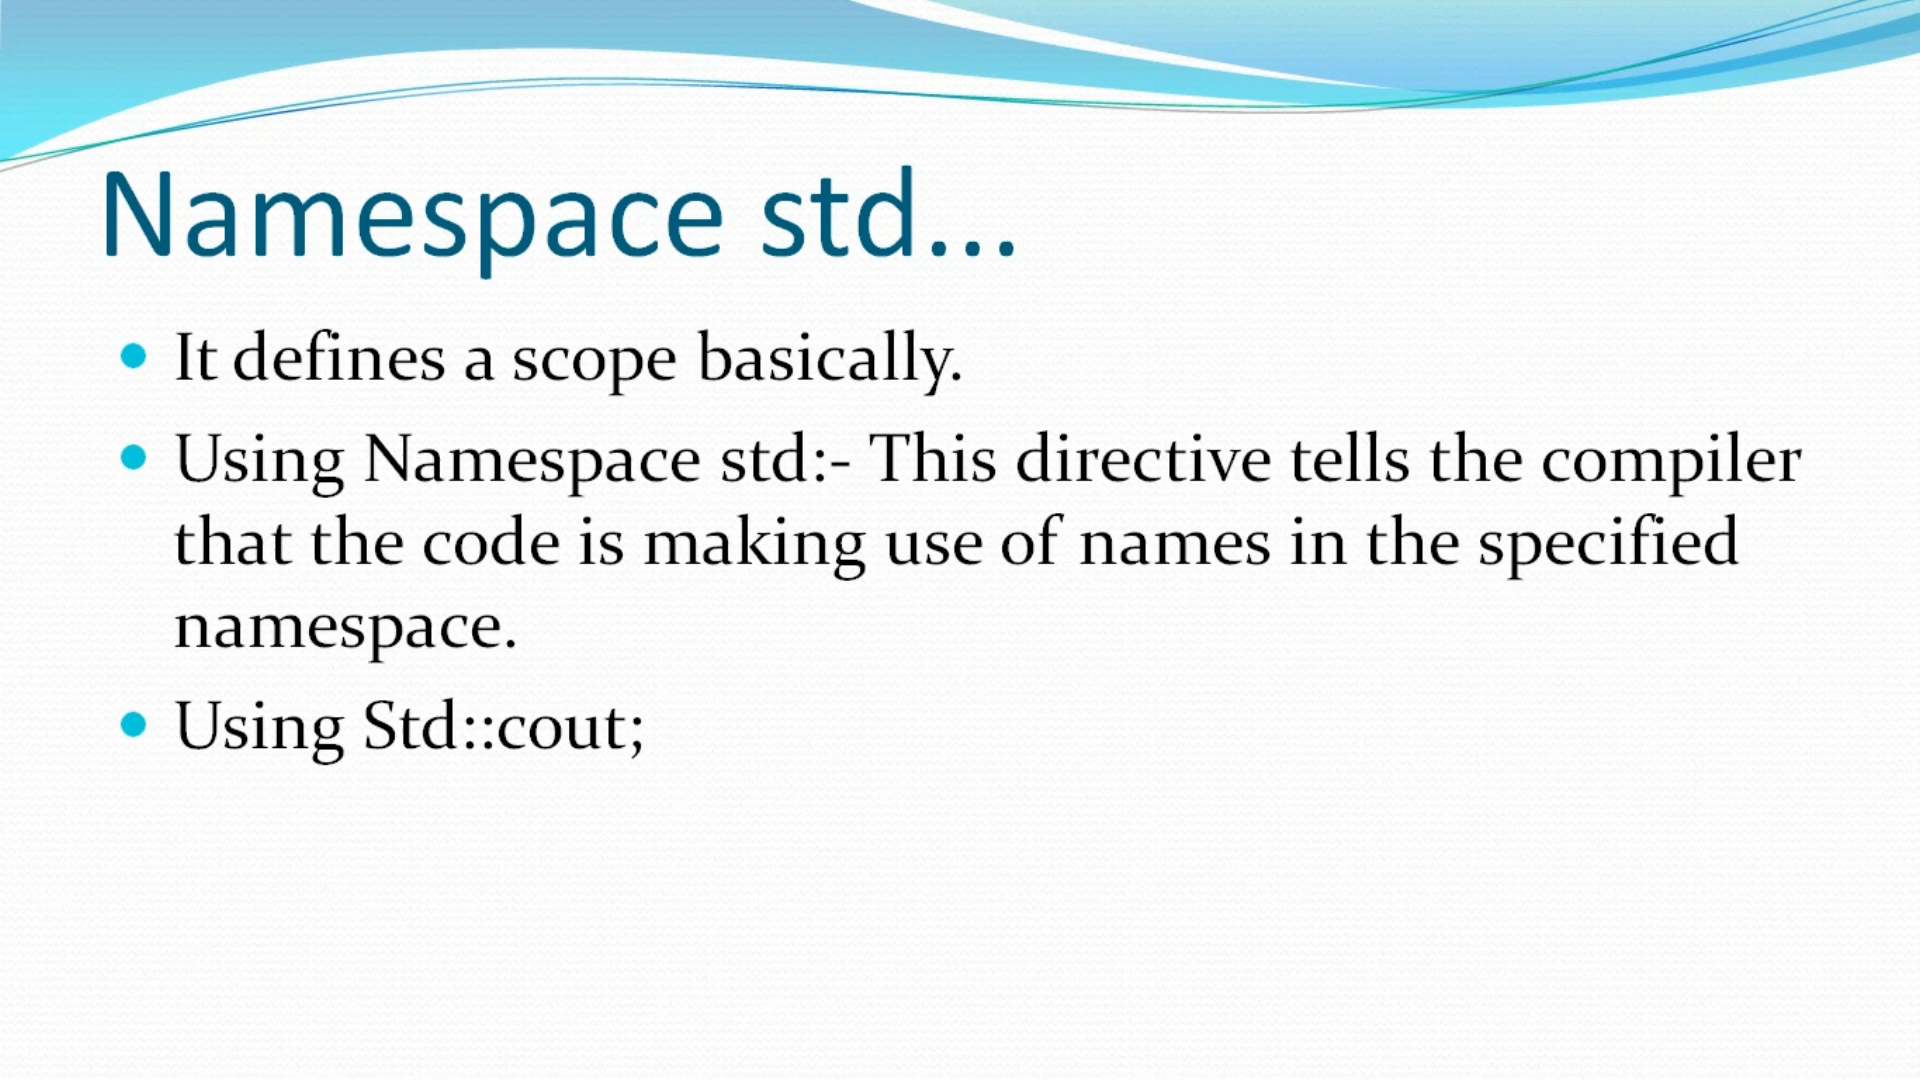 Namespace std...
It defines a scope basically.
Using Namespace std:- This directive tells the compiler
that the code is making use of names in the specified
namespace.
Using Std::cout;